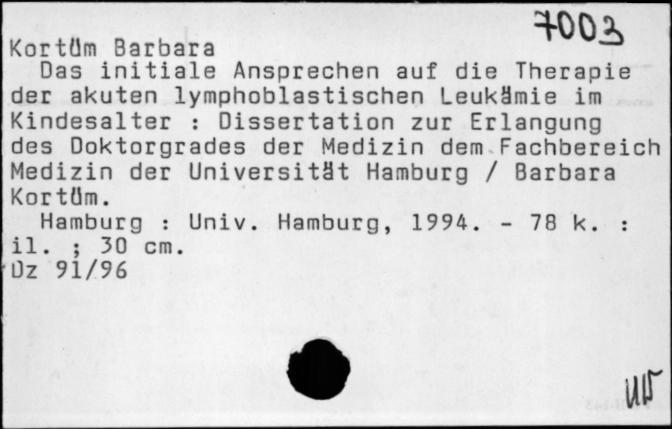 7003
Kortüm Barbara
Das initiale Ansprechen auf die Therapie
der akuten lymphoblastischen Leukämie im
Kindesalter : Dissertation zur Erlangung
des Doktorgrades der Medizin dem Fachbereich
Medizin der Universität Hamburg / Barbara
Kortüm.
Hamburg : Univ. Hamburg, 1994. - 78 k. :
il. ; 30 cm.
Dz 91/96